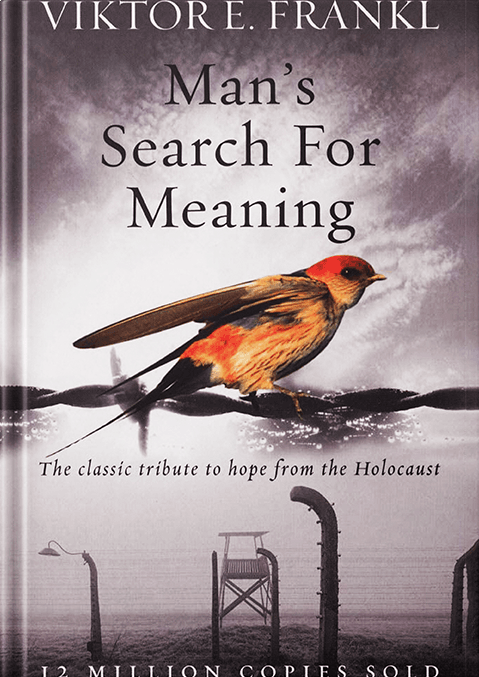 VIKTOR E. FRANKL
Man's
Search For
Meaning
The classic tribute to hope from the Holocaust
12 MILLION COPIES SOLD